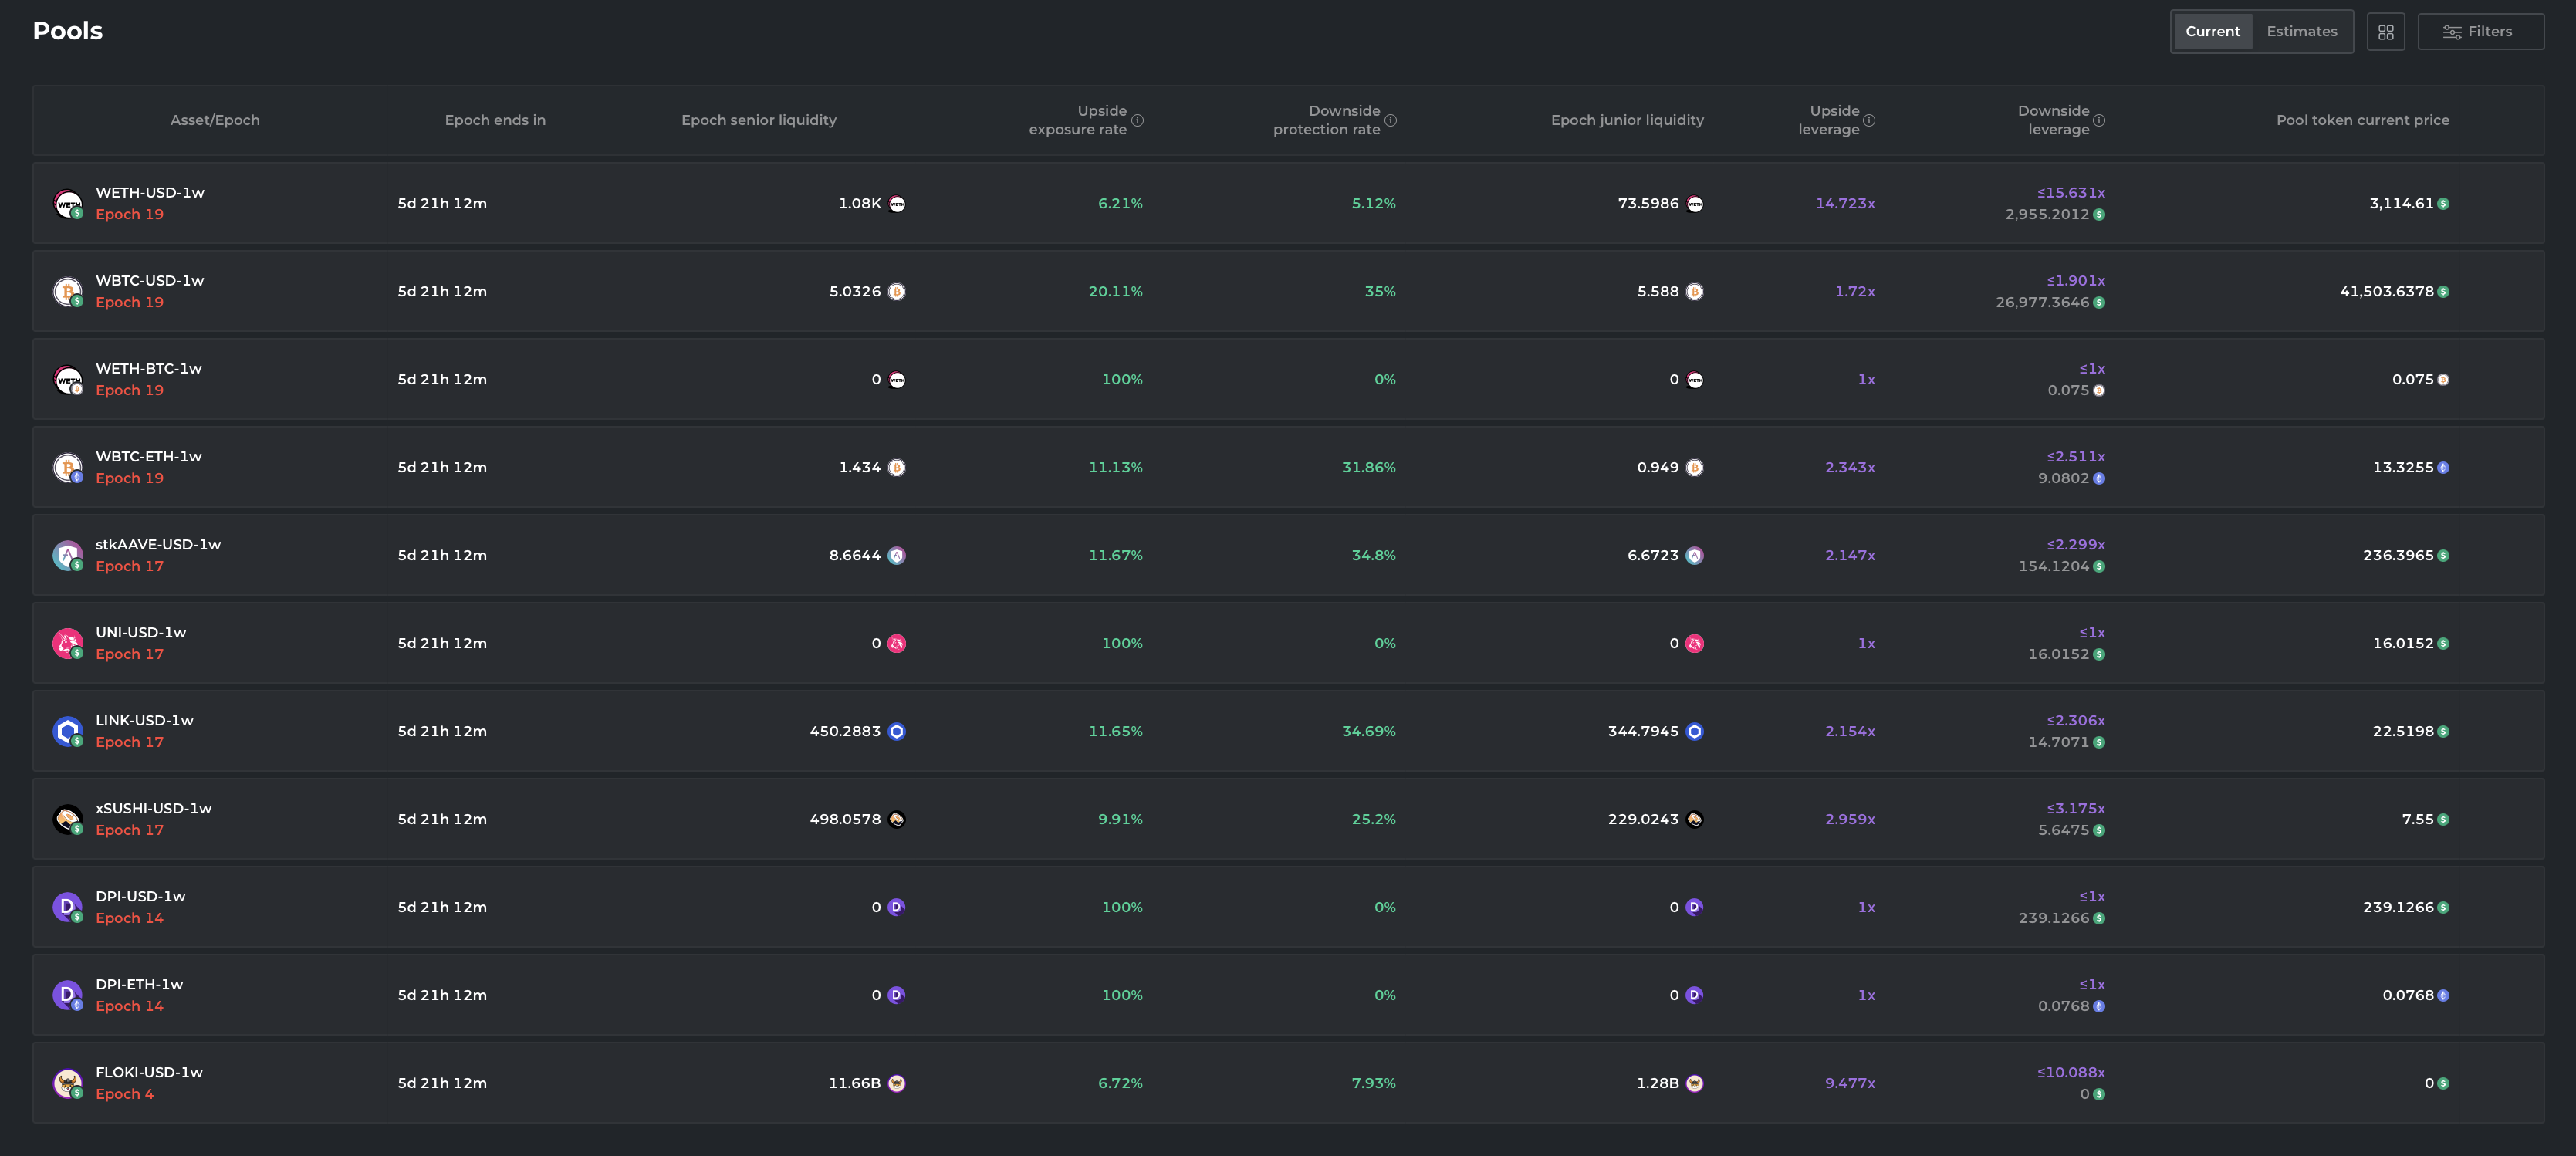 Pools
Current Estimates Filters
Asset/Epoch Epoch ends in Epoch senior liquidity Upside exposure rate Downside protection rate Epoch junior liquidity Upside leverage Downside leverage Pool token current price
WETH-USD-1w
Epoch 19
5d 21h 12m 1.08K 6.21% 5.12% 73.5986 14.723x
≤15.631x
2,955.2012
3,114.61
WBTC-USD-1w
Epoch 19
5d 21h 12m 5.0326 20.11% 35% 5.588 1.72x
≤1.901x
26,977.3646
41,503.6378
WETH-BTC-1w
Epoch 19
5d 21h 12m 0 100% 0% 0 1x
≤1x
0.075
0.075
WBTC-ETH-1w
Epoch 19
5d 21h 12m 1.434 11.13% 31.86% 0.949 2.343x
≤2.511x
9.0802
13.3255
stkAAVE-USD-1w
Epoch 17
5d 21h 12m 8.6644 11.67% 34.8% 6.6723 2.147x
≤2.299x
154.1204
236.3965
UNI-USD-1w
Epoch 17
5d 21h 12m 0 100% 0% 0 1x
≤1x
16.0152
16.0152
LINK-USD-1w
Epoch 17
5d 21h 12m 450.2883 11.65% 34.69% 344.7945 2.154x
≤2.306x
14.7071
22.5198
xSUSHI-USD-1w
Epoch 17
5d 21h 12m 498.0578 9.91% 25.2% 229.0243 2.959x
≤3.175x
5.6475
7.55
DPI-USD-1w
Epoch 14
5d 21h 12m 0 100% 0% 0 1x
≤1x
239.1266
239.1266
DPI-ETH-1w
Epoch 14
5d 21h 12m 0 100% 0% 0 1x
≤1x
0.0768
0.0768
FLOKI-USD-1w
Epoch 4
5d 21h 12m 11.66B 6.72% 7.93% 1.28B 9.477x
≤10.088x
0
0